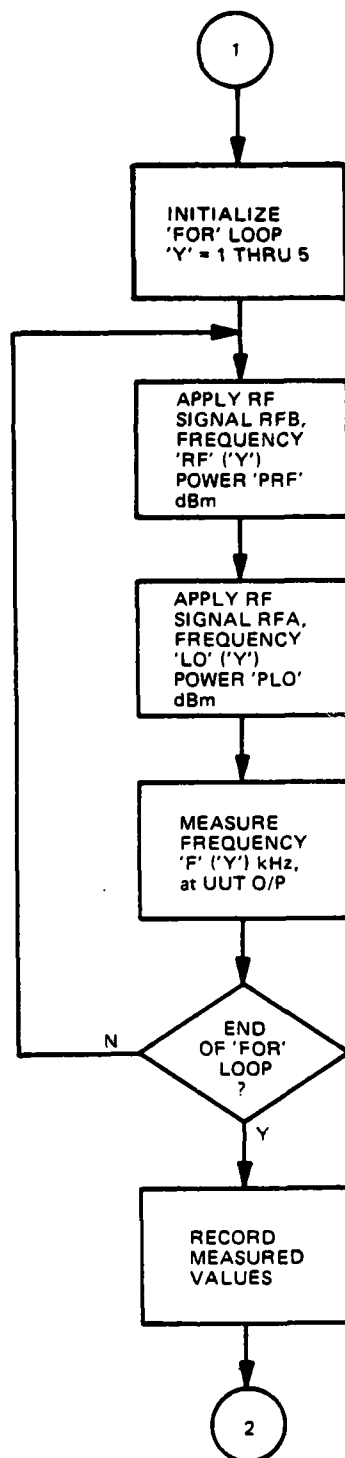 1
INITIALIZE
'FOR' LOOP
'Y' = 1 THRU 5
APPLY RF
SIGNAL RFB,
FREQUENCY
'RF' ('Y')
POWER 'PRF'
dBm
APPLY RF
SIGNAL RFA,
FREQUENCY
'LO' ('Y')
POWER 'PLO'
dBm
MEASURE
FREQUENCY
'F' ('Y') kHz,
at UUT O/P
END
OF 'FOR'
LOOP
?
N
Y
RECORD
MEASURED
VALUES
2